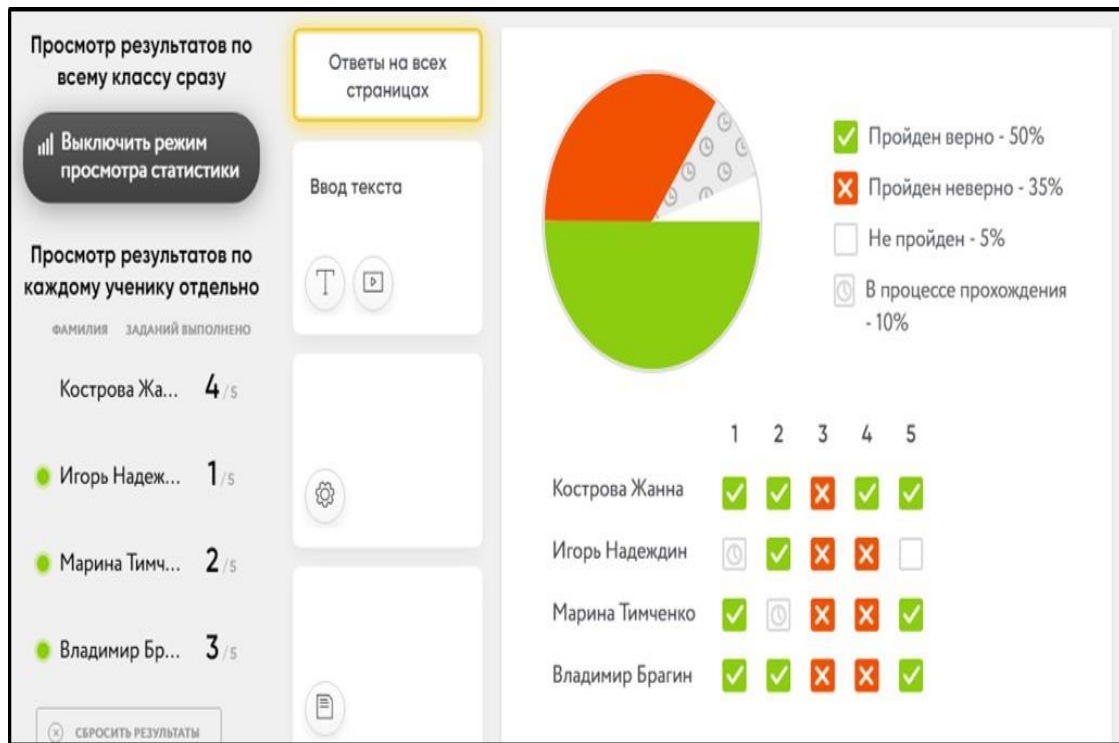 Просмотр результатов по
всему классу сразу
Выключить режим
просмотра статистики
Просмотр результатов по
каждому ученику отдельно
ФАМИЛИЯ ЗАДАНИЙ ВЫПОЛНЕНО
Кострова Жа... 4/5
Игорь Надеж... 1/5
Марина Тимч... 2/5
Владимир Бр... 3/5
СБРОСИТЬ РЕЗУЛЬТАТЫ
Ответы на всех
страницах
Ввод текста
T
Пройден верно - 50%
Пройден неверно - 35%
Не пройден - 5%
В процессе прохождения
- 10%
1 2 3 4 5
Кострова Жанна
Игорь Надеждин
Марина Тимченко
Владимир Брагин